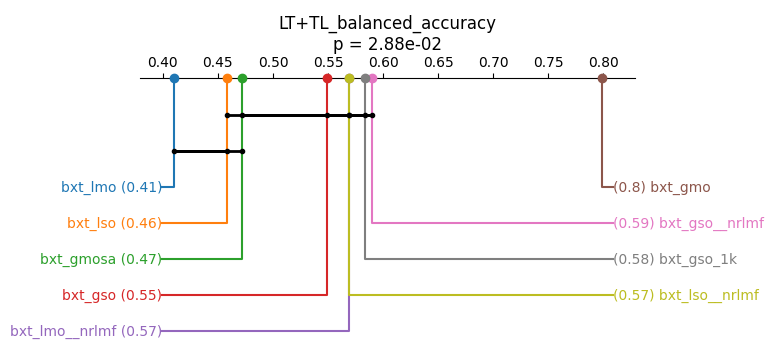 LT+TL_balanced_accuracy
p = 2.88e-02
0.40 0.45 0.50 0.55 0.60 0.65 0.70 0.75 0.80
bxt_lmo (0.41)
(0.8) bxt_gmo
bxt_lso (0.46)
(0.59) bxt_gso__nrlmf
bxt_gmosa (0.47)
(0.58) bxt_gso_1k
bxt_gso (0.55)
(0.57) bxt_lso__nrlmf
bxt_lmo__nrlmf (0.57)